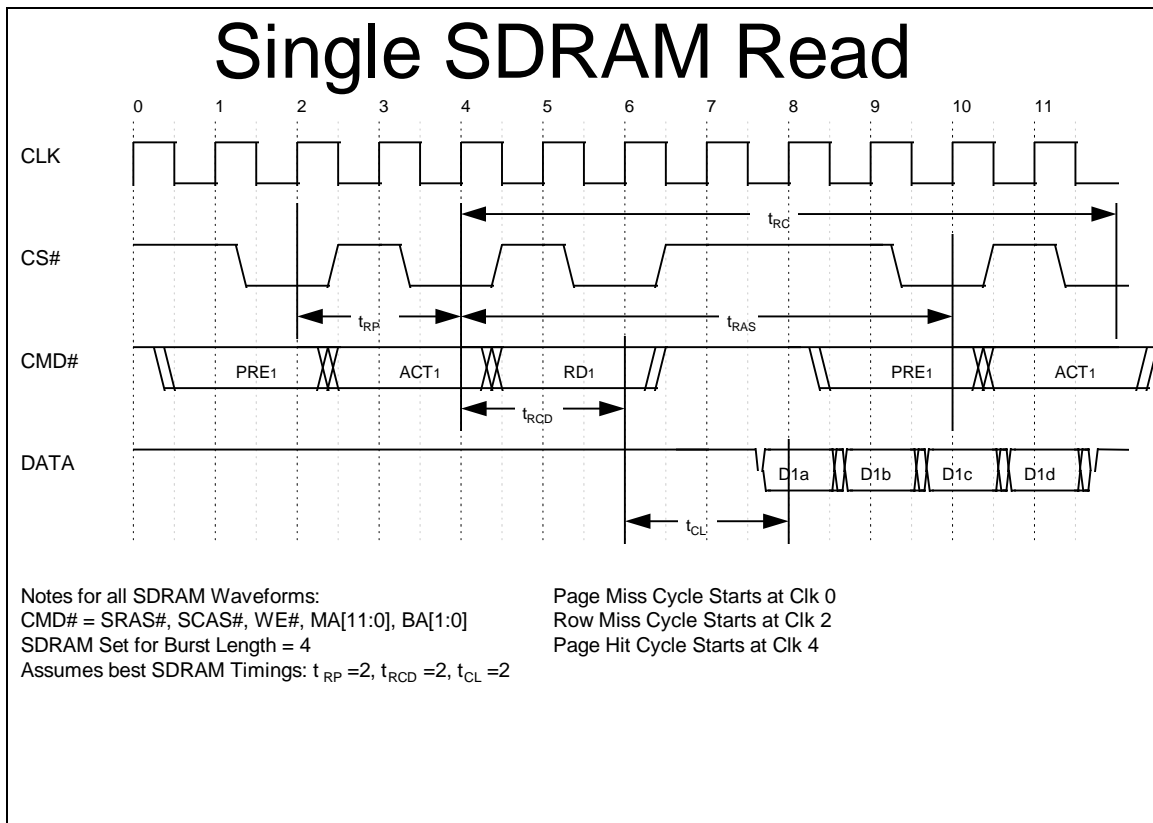 Single SDRAM Read
0 1 2 3 4 5 6 7 8 9 10 11
CLK
tRC
CS#
tRP tRAS
CMD# PRE1 ACT1 RD1 PRE1 ACT1
tRCD
DATA D1a D1b D1c D1d
tCL
Notes for all SDRAM Waveforms:
CMD# = SRAS#, SCAS#, WE#, MA[11:0], BA[1:0]
SDRAM Set for Burst Length = 4
Assumes best SDRAM Timings: t RP =2, tRCD =2, tCL =2
Page Miss Cycle Starts at Clk 0
Row Miss Cycle Starts at Clk 2
Page Hit Cycle Starts at Clk 4